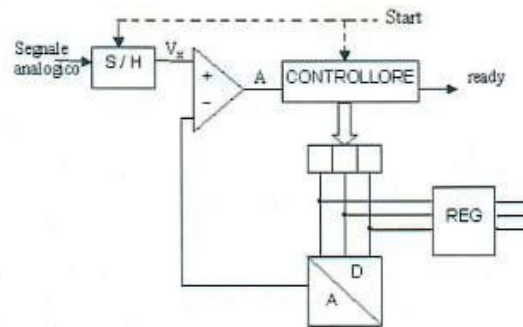 Start
Segnale
analogico
S / H
Vx
+
−
A
CONTROLLORE
ready
REG
D
A